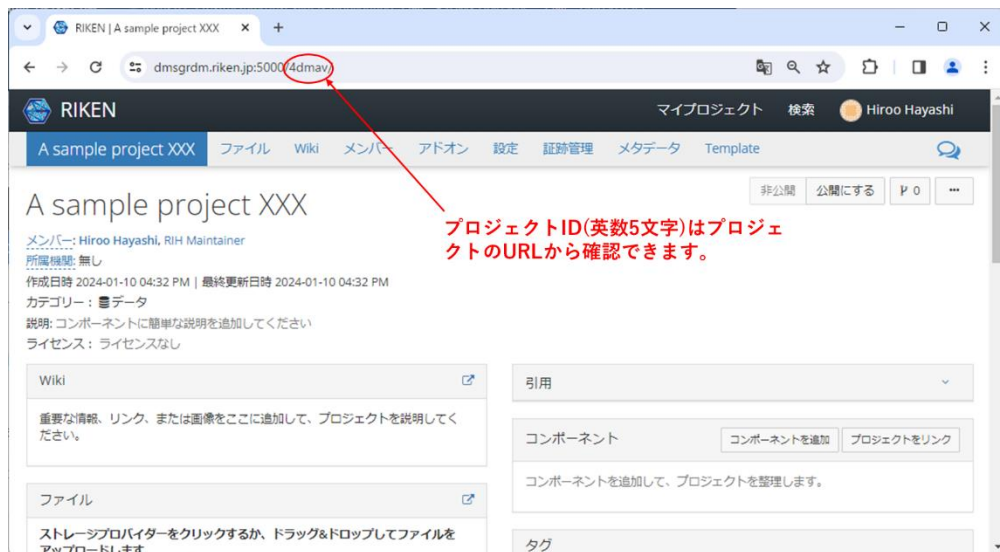 RIKEN | A sample project XXX
dmsgrdm.riken.jp:5000/4dmav/
RIKEN マイプロジェクト 検索 Hiroo Hayashi
A sample project XXX ファイル Wiki メンバー アドオン 設定 証跡管理 メタデータ Template
非公開 公開にする 0
A sample project XXX
プロジェクトID(英数5文字)はプロジェ
クトのURLから確認できます。
メンバー: Hiroo Hayashi, RIH Maintainer
所属機関: 無し
作成日時 2024-01-10 04:32 PM | 最終更新日時 2024-01-10 04:32 PM
カテゴリー： データ
説明: コンポーネントに簡単な説明を追加してください
ライセンス： ライセンスなし
Wiki
重要な情報、リンク、または画像をここに追加して、プロジェクトを説明してく
ださい。
ファイル
ストレージプロバイダーをクリックするか、ドラッグ&ドロップしてファイルを
アップロードします
引用
コンポーネント コンポーネントを追加 プロジェクトをリンク
コンポーネントを追加して、プロジェクトを整理します。
タグ